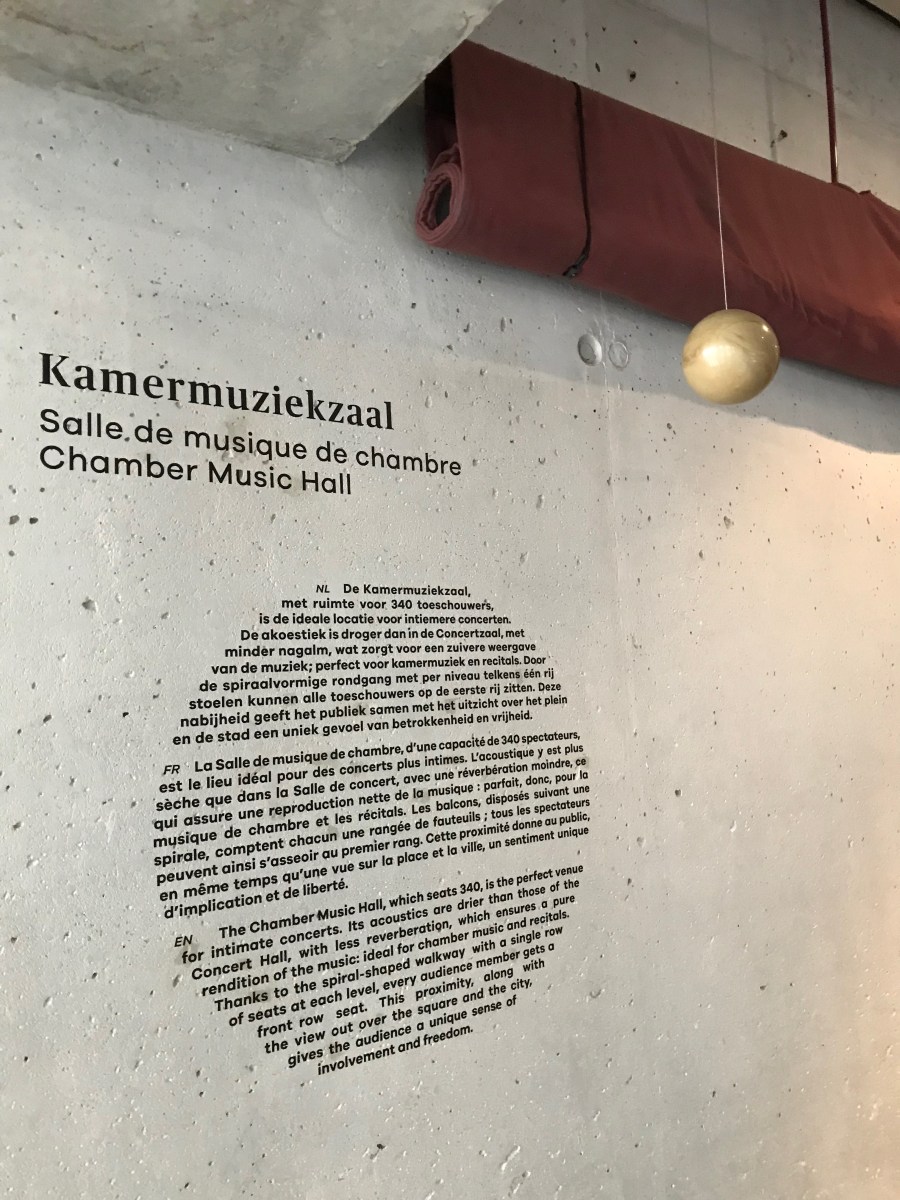 Kamermuziekzaal
Salle de musique de chambre
Chamber Music Hall
NL De Kamermuziekzaal,
met ruimte voor 340 toeschouwers,
is de ideale locatie voor intiemere concerten.
De akoestiek is droger dan in de Concertzaal, met
minder nagalm, wat zorgt voor een zuivere weergave
van de muziek; perfect voor kamermuziek en recitals. Door
de spiraalvormige rondgang met per niveau telkens één rij
stoelen kunnen alle toeschouwers op de eerste rij zitten. Deze
nabijheid geeft het publiek samen met het uitzicht over het plein
en de stad een uniek gevoel van betrokkenheid en vrijheid.
FR La Salle de musique de chambre, d'une capacité de 340 spectateurs,
est le lieu idéal pour des concerts plus intimes. L'acoustique y est plus
sèche que dans la Salle de concert, avec une réverbération moindre, ce
qui assure une reproduction nette de la musique : parfait, donc, pour la
musique de chambre et les récitals. Les balcons, disposés suivant une
spirale, comptent chacun une rangée de fauteuils ; tous les spectateurs
peuvent ainsi s'asseoir au premier rang. Cette proximité donne au public,
en même temps qu'une vue sur la place et la ville, un sentiment unique
d'implication et de liberté.
EN The Chamber Music Hall, which seats 340, is the perfect venue
for intimate concerts. Its acoustics are drier than those of the
Concert Hall, with less reverberation, which ensures a pure
rendition of the music: ideal for chamber music and recitals.
Thanks to the spiral-shaped walkway with a single row
of seats at each level, every audience member gets a
front row seat. This proximity, along with
the view out over the square and the city,
gives the audience a unique sense of
involvement and freedom.